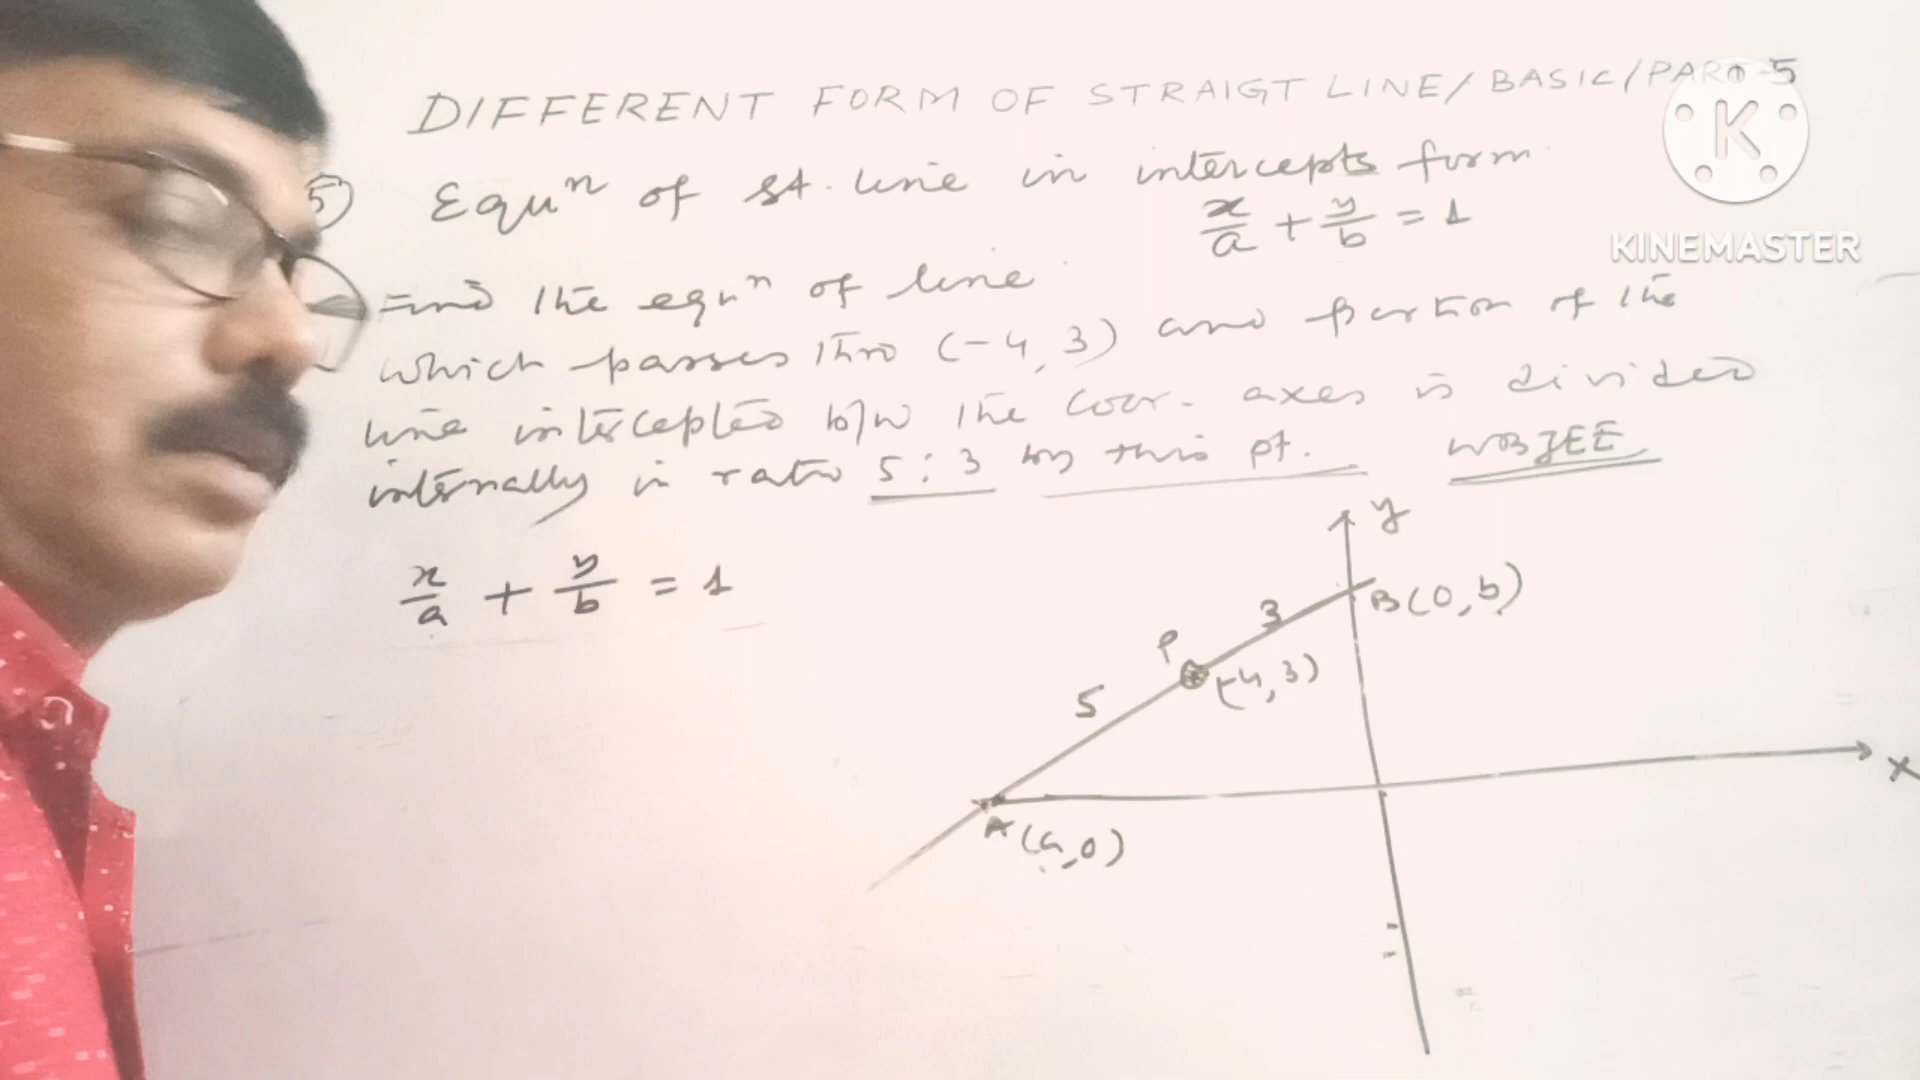 DIFFERENT FORM OF STRAIGT LINE/BASIC/PART-5
5) Equⁿ of st. line in intercepts form
x/a + y/b = 1
Find the equⁿ of line
which passes thro (-4, 3) and portion of the
line intercepted b/w the coor. axes is divided
internally in ratio 5:3 by this pt. WBJEE
x/a + y/b = 1
y
B(0, b)
3
P
(-4, 3)
5
x
A(a, 0)
K
KINEMASTER